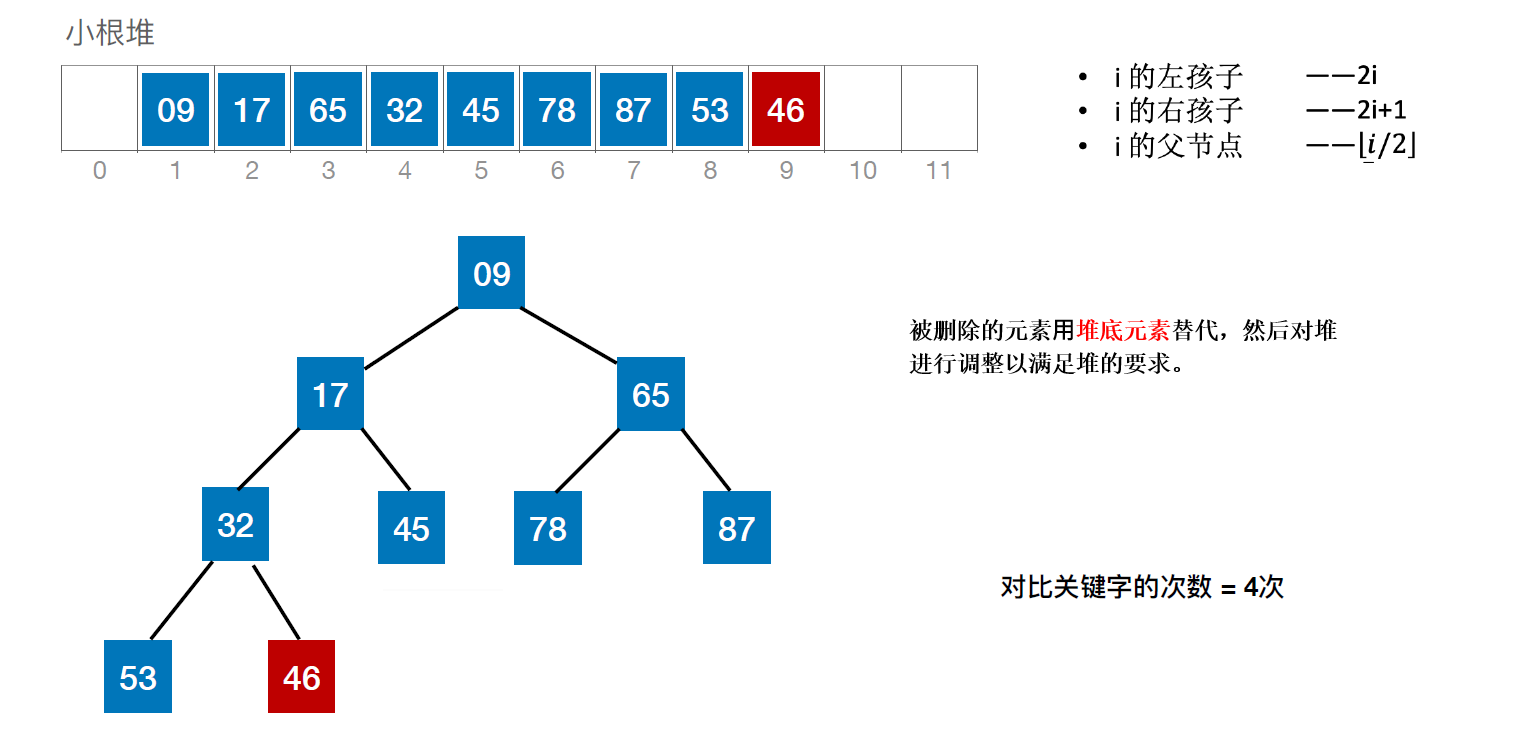 小根堆
09 17 65 32 45 78 87 53 46
0 1 2 3 4 5 6 7 8 9 10 11
• i 的左孩子 ——2i
• i 的右孩子 ——2i+1
• i 的父节点 ——⌊i/2⌋
09
17 65
32 45 78 87
53 46
被删除的元素用堆底元素替代，然后对堆
进行调整以满足堆的要求。
对比关键字的次数 = 4次